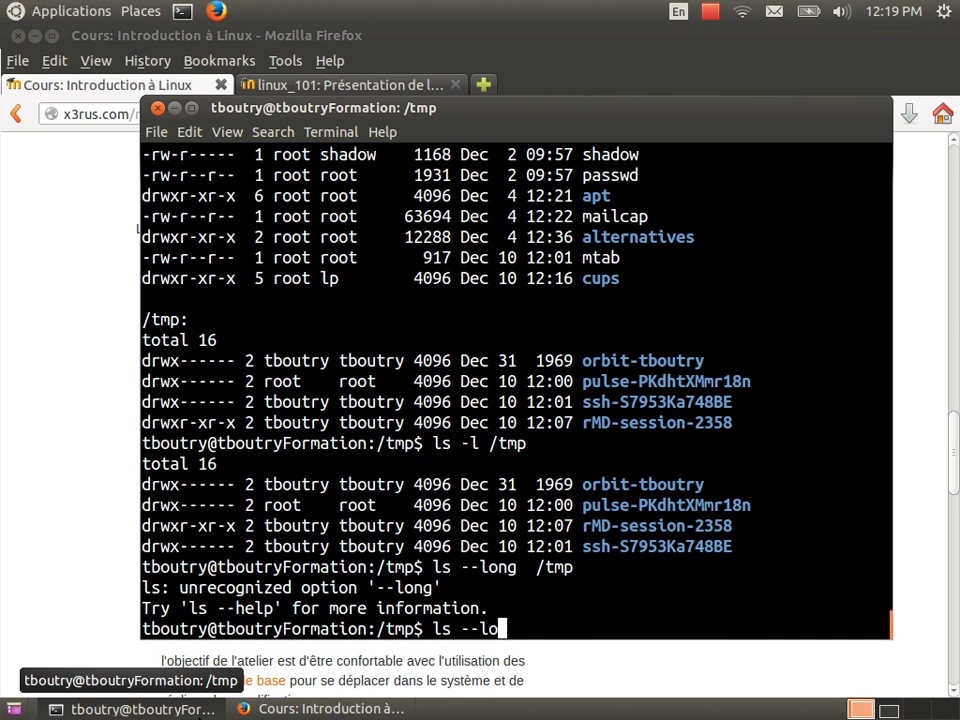 Applications Places En 12:19 PM
Cours: Introduction à Linux - Mozilla Firefox
File Edit View History Bookmarks Tools Help
Cours: Introduction à Linux linux_101: Présentation de l...
x3rus.com/
tboutry@tboutryFormation: /tmp
File Edit View Search Terminal Help
-rw-r----- 1 root shadow 1168 Dec 2 09:57 shadow
-rw-r--r-- 1 root root 1931 Dec 2 09:57 passwd
drwxr-xr-x 6 root root 4096 Dec 4 12:21 apt
-rw-r--r-- 1 root root 63694 Dec 4 12:22 mailcap
drwxr-xr-x 2 root root 12288 Dec 4 12:36 alternatives
-rw-r--r-- 1 root root 917 Dec 10 12:01 mtab
drwxr-xr-x 5 root lp 4096 Dec 10 12:16 cups
/tmp:
total 16
drwx------ 2 tboutry tboutry 4096 Dec 31 1969 orbit-tboutry
drwx------ 2 root root 4096 Dec 10 12:00 pulse-PKdhtXMmr18n
drwx------ 2 tboutry tboutry 4096 Dec 10 12:01 ssh-S7953Ka748BE
drwxr-xr-x 2 tboutry tboutry 4096 Dec 10 12:07 rMD-session-2358
tboutry@tboutryFormation:/tmp$ ls -l /tmp
total 16
drwx------ 2 tboutry tboutry 4096 Dec 31 1969 orbit-tboutry
drwx------ 2 root root 4096 Dec 10 12:00 pulse-PKdhtXMmr18n
drwxr-xr-x 2 tboutry tboutry 4096 Dec 10 12:07 rMD-session-2358
drwx------ 2 tboutry tboutry 4096 Dec 10 12:01 ssh-S7953Ka748BE
tboutry@tboutryFormation:/tmp$ ls --long /tmp
ls: unrecognized option '--long'
Try 'ls --help' for more information.
tboutry@tboutryFormation:/tmp$ ls --lo
l'objectif de l'atelier est d'être confortable avec l'utilisation des
tboutry@tboutryFormation: /tmp
de base pour se déplacer dans le système et de
tboutry@tboutryFor... Cours: Introduction à...